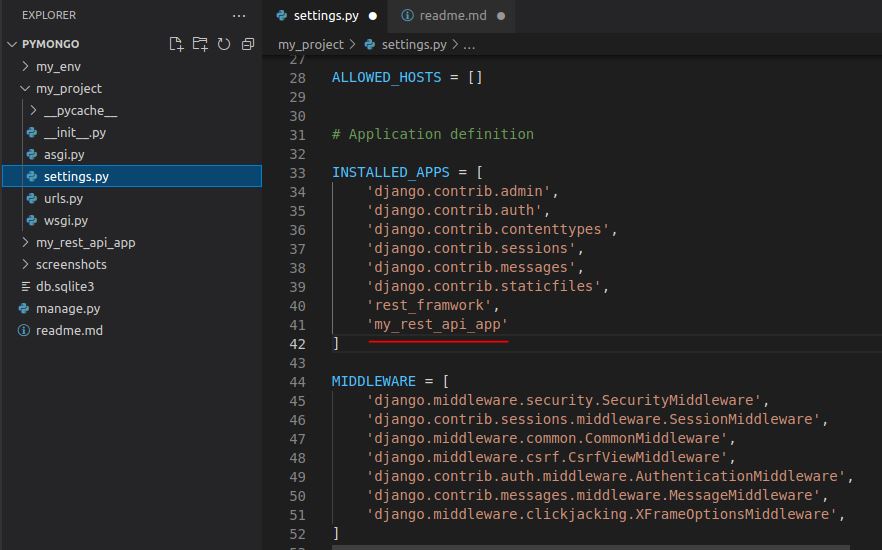 EXPLORER
...
PYMONGO
my_env
my_project
__pycache__
__init__.py
asgi.py
settings.py
urls.py
wsgi.py
my_rest_api_app
screenshots
db.sqlite3
manage.py
readme.md
settings.py
readme.md
my_project > settings.py > ...
27
28 ALLOWED_HOSTS = []
29
30
31 # Application definition
32
33 INSTALLED_APPS = [
34 'django.contrib.admin',
35 'django.contrib.auth',
36 'django.contrib.contenttypes',
37 'django.contrib.sessions',
38 'django.contrib.messages',
39 'django.contrib.staticfiles',
40 'rest_framwork',
41 'my_rest_api_app'
42 ]
43
44 MIDDLEWARE = [
45 'django.middleware.security.SecurityMiddleware',
46 'django.contrib.sessions.middleware.SessionMiddleware',
47 'django.middleware.common.CommonMiddleware',
48 'django.middleware.csrf.CsrfViewMiddleware',
49 'django.contrib.auth.middleware.AuthenticationMiddleware',
50 'django.contrib.messages.middleware.MessageMiddleware',
51 'django.middleware.clickjacking.XFrameOptionsMiddleware',
52 ]
53